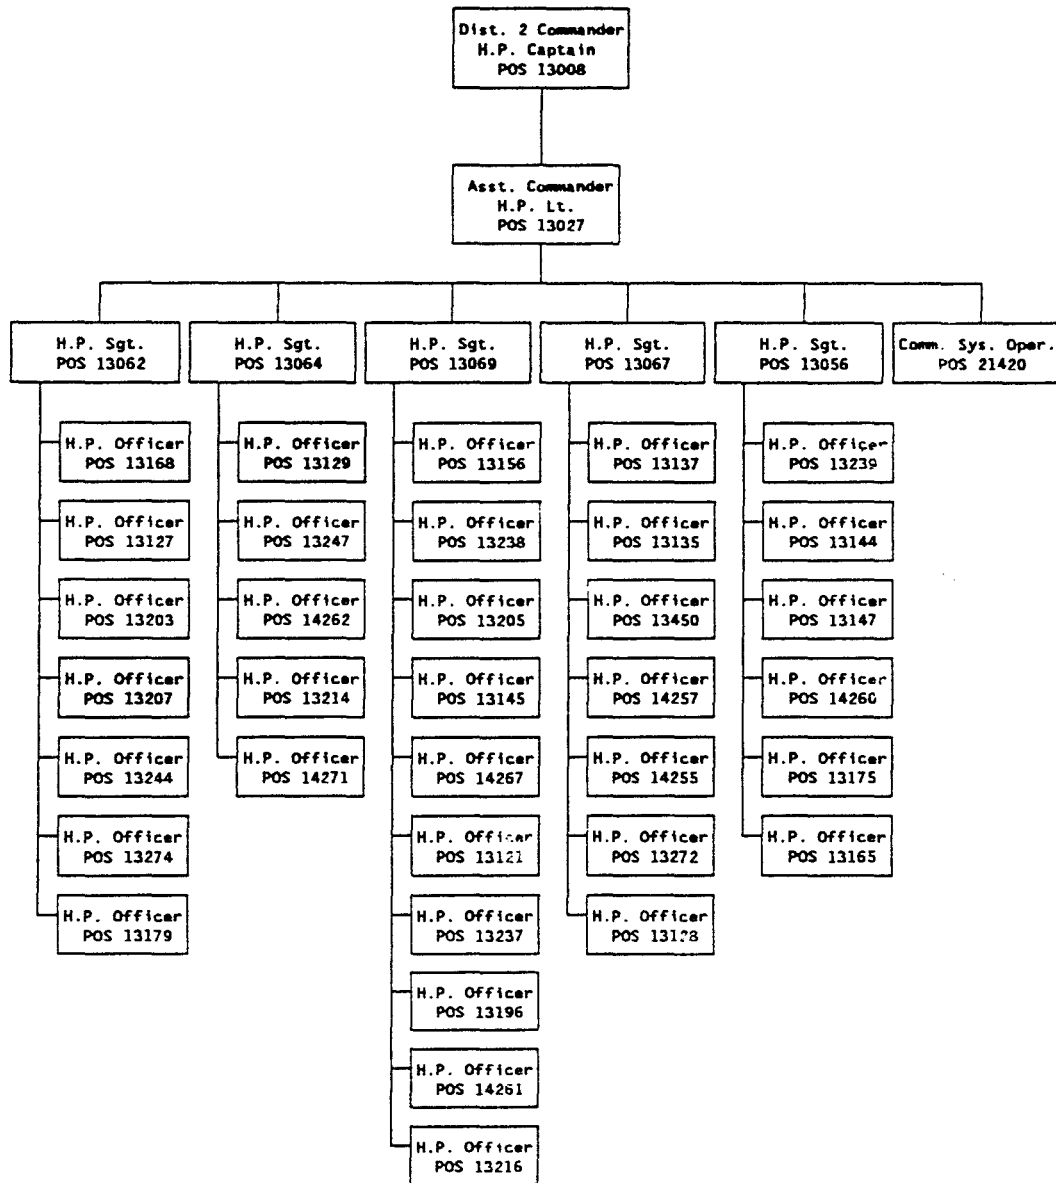 Dist. 2 Commander
H.P. Captain
POS 13008
Asst. Commander
H.P. Lt.
POS 13027
H.P. Sgt.
POS 13062
H.P. Officer
POS 13168
H.P. Officer
POS 13127
H.P. Officer
POS 13203
H.P. Officer
POS 13207
H.P. Officer
POS 13244
H.P. Officer
POS 13274
H.P. Officer
POS 13179
H.P. Sgt.
POS 13064
H.P. Officer
POS 13129
H.P. Officer
POS 13247
H.P. Officer
POS 14262
H.P. Officer
POS 13214
H.P. Officer
POS 14271
H.P. Sgt.
POS 13069
H.P. Officer
POS 13156
H.P. Officer
POS 13238
H.P. Officer
POS 13205
H.P. Officer
POS 13145
H.P. Officer
POS 14267
H.P. Officer
POS 13121
H.P. Officer
POS 13237
H.P. Officer
POS 13196
H.P. Officer
POS 14261
H.P. Officer
POS 13216
H.P. Sgt.
POS 13067
H.P. Officer
POS 13137
H.P. Officer
POS 13135
H.P. Officer
POS 13450
H.P. Officer
POS 14257
H.P. Officer
POS 14255
H.P. Officer
POS 13272
H.P. Officer
POS
H.P. Sgt.
POS 13056
H.P. Officer
POS 13239
H.P. Officer
POS 13144
H.P. Officer
POS 13147
H.P. Officer
POS 14260
H.P. Officer
POS 13175
H.P. Officer
POS 13165
Comm. Sys. Oper.
POS 21420